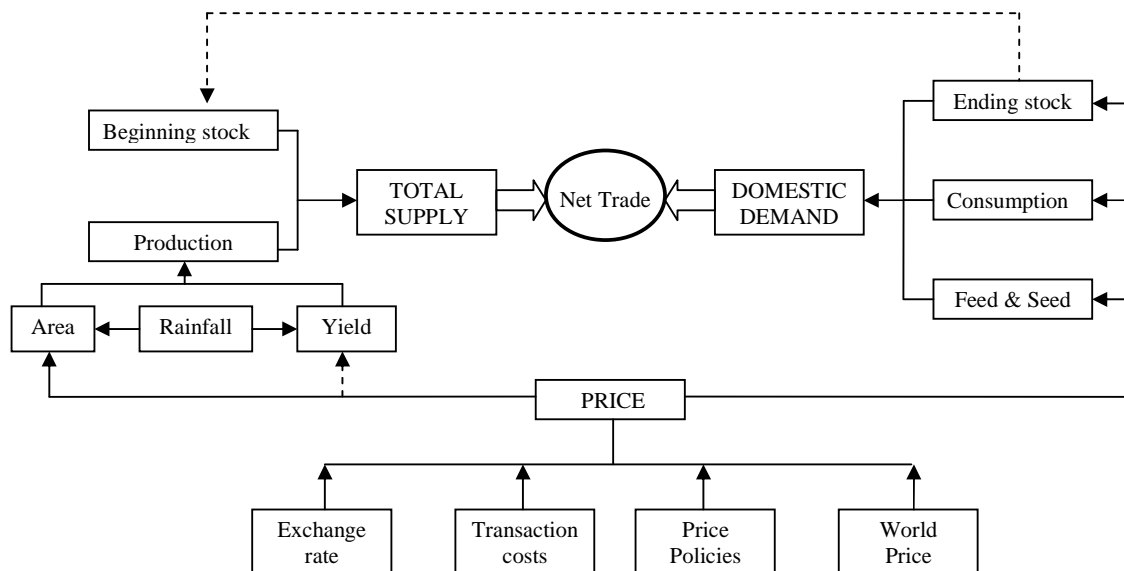 Ending stock
Beginning stock
TOTAL
SUPPLY
Net Trade
DOMESTIC
DEMAND
Consumption
Production
Feed & Seed
Area
Rainfall
Yield
PRICE
Exchange
rate
Transaction
costs
Price
Policies
World
Price